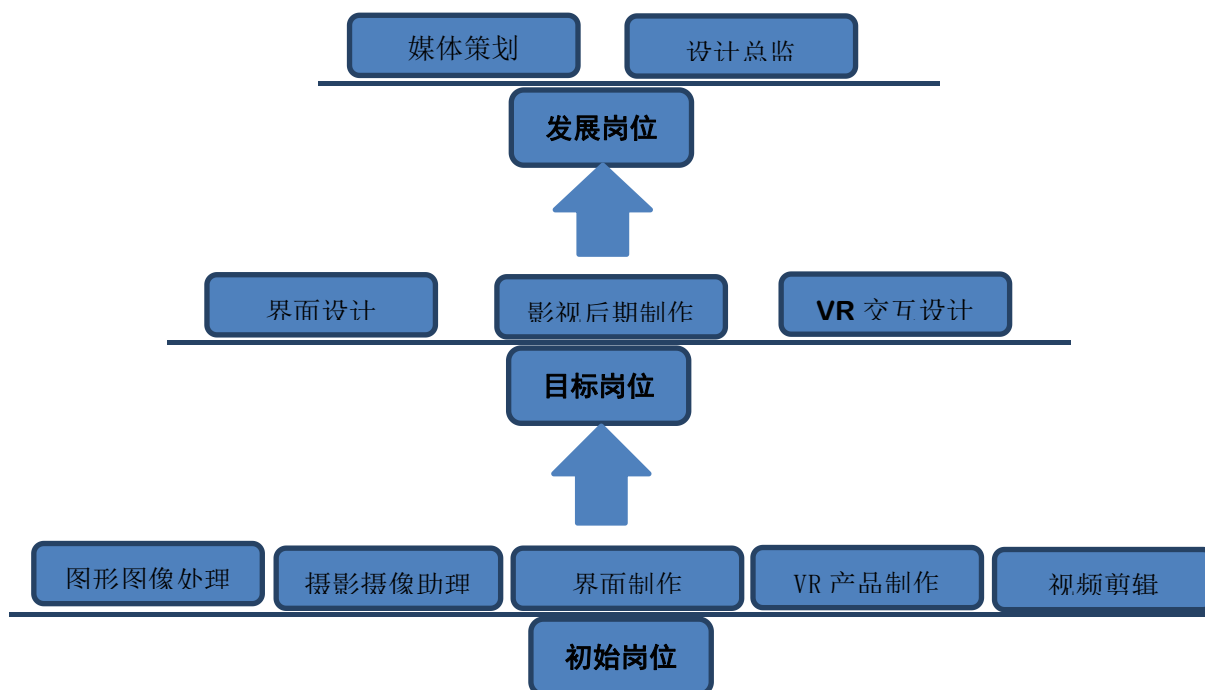 媒体策划
设计总监
发展岗位
界面设计
影视后期制作
VR 交互设计
目标岗位
图形图像处理
摄影摄像助理
界面制作
VR 产品制作
视频剪辑
初始岗位